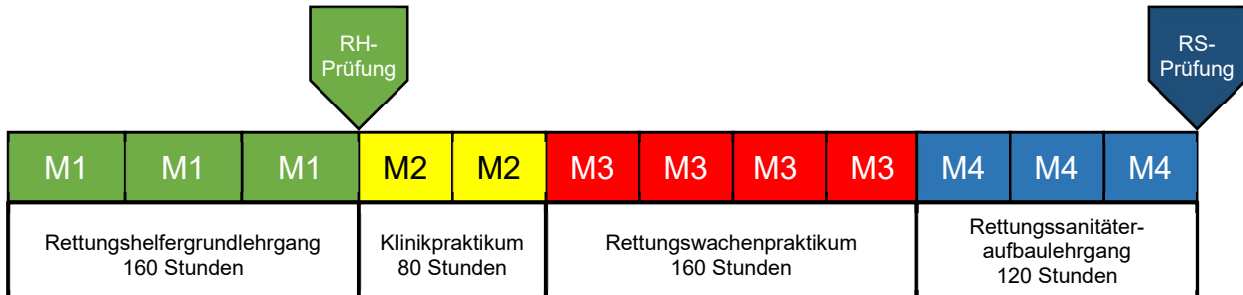 RH-
Prüfung
RS-
Prüfung
M1 M1 M1 M2 M2 M3 M3 M3 M3 M4 M4 M4
Rettungshelfergrundlehrgang
160 Stunden
Klinikpraktikum
80 Stunden
Rettungswachenpraktikum
160 Stunden
Rettungssanitäter-
aufbaulehrgang
120 Stunden